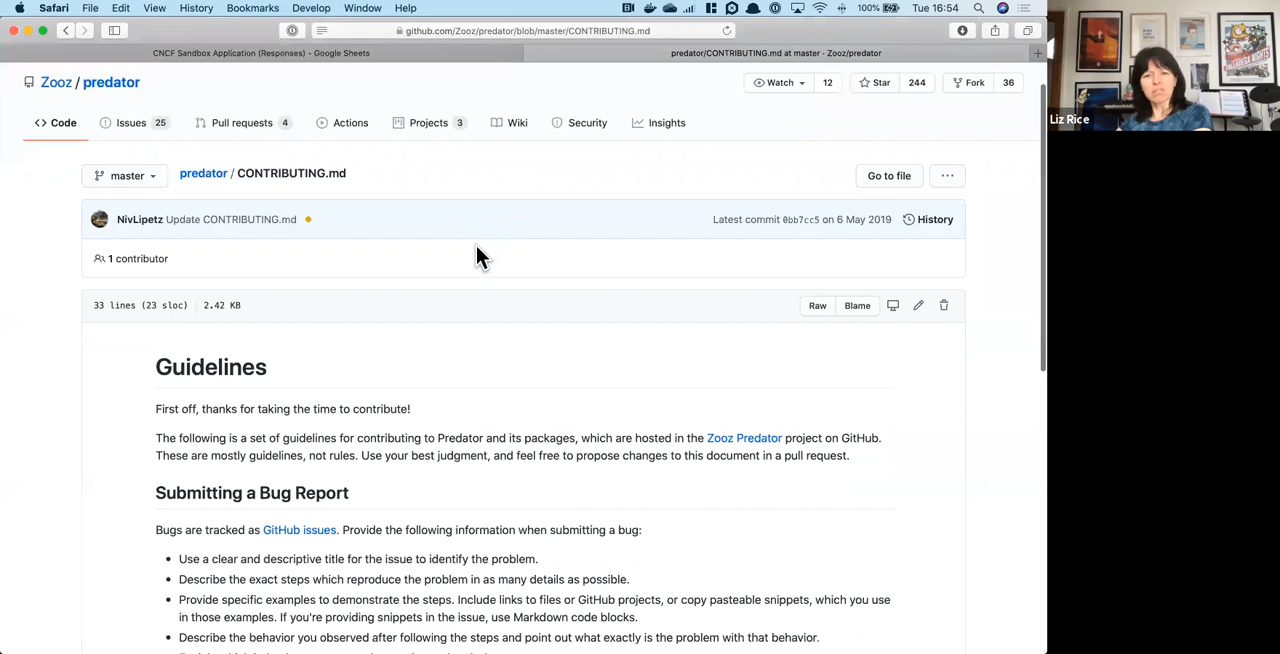 Safari File Edit View History Bookmarks Develop Window Help 100% Tue 16:54
github.com/Zooz/predator/blob/master/CONTRIBUTING.md
CNCF Sandbox Application (Responses) - Google Sheets
predator/CONTRIBUTING.md at master · Zooz/predator
Zooz / predator
Watch 12 Star 244 Fork 36
Code Issues 25 Pull requests 4 Actions Projects 3 Wiki Security Insights
master predator / CONTRIBUTING.md Go to file ...
NivLipetz Update CONTRIBUTING.md Latest commit 0bb7cc5 on 6 May 2019 History
1 contributor
33 lines (23 sloc) 2.42 KB Raw Blame
Guidelines
First off, thanks for taking the time to contribute!
The following is a set of guidelines for contributing to Predator and its packages, which are hosted in the Zooz Predator project on GitHub.
These are mostly guidelines, not rules. Use your best judgment, and feel free to propose changes to this document in a pull request.
Submitting a Bug Report
Bugs are tracked as GitHub issues. Provide the following information when submitting a bug:
• Use a clear and descriptive title for the issue to identify the problem.
• Describe the exact steps which reproduce the problem in as many details as possible.
• Provide specific examples to demonstrate the steps. Include links to files or GitHub projects, or copy pasteable snippets, which you use
in those examples. If you're providing snippets in the issue, use Markdown code blocks.
• Describe the behavior you observed after following the steps and point out what exactly is the problem with that behavior.
Liz Rice